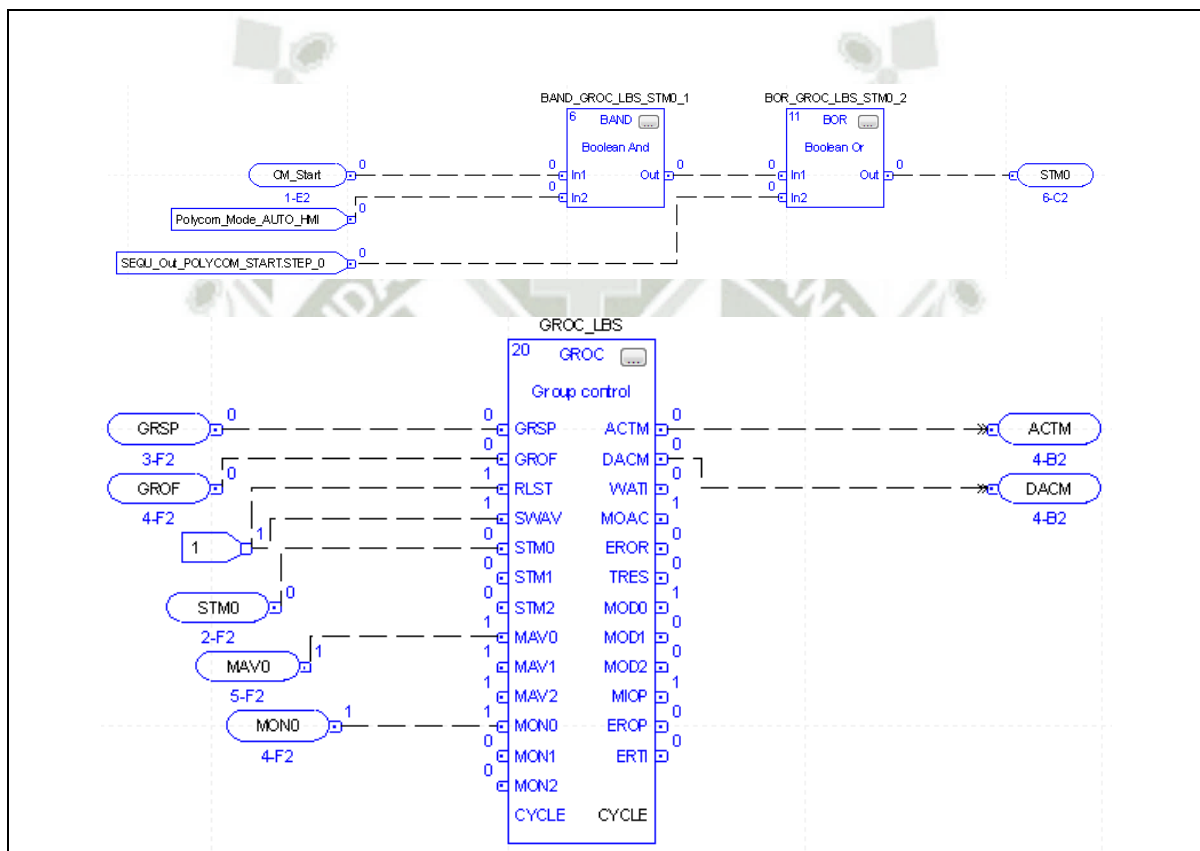 BAND_GROC_LBS_STM0_1 BOR_GROC_LBS_STM0_2
6 BAND ... 11 BOR ...
Boolean And Boolean Or
CM_Start 0 0 In1 Out 0 0 In1 Out 0 STM0
1-E2 0 In2 0 In2 6-C2
Polycom_Mode_AUTO_HMI 0
SEQU_Out_POLYCOM_START.STEP_0 0
GROC_LBS
20 GROC ...
Group control
GRSP 0 0 GRSP ACTM 0 ACTM
3-F2 4-B2
GROF 0 0 GROF DACM 0 DACM
4-F2 4-B2
1 RLST WATI 0
1 1 1 SWAV MOAC 1
0 STM0 EROR 0
STM0 0 0 STM1 TRES 0
2-F2
0 STM2 MOD0 1
MAV0 1 1 MAV0 MOD1 0
5-F2
1 MAV1 MOD2 0
1 MAV2 MIOP 1
MON0 1 1 MON0 EROP 0
4-F2
0 MON1 ERTI 0
0 MON2
CYCLE CYCLE